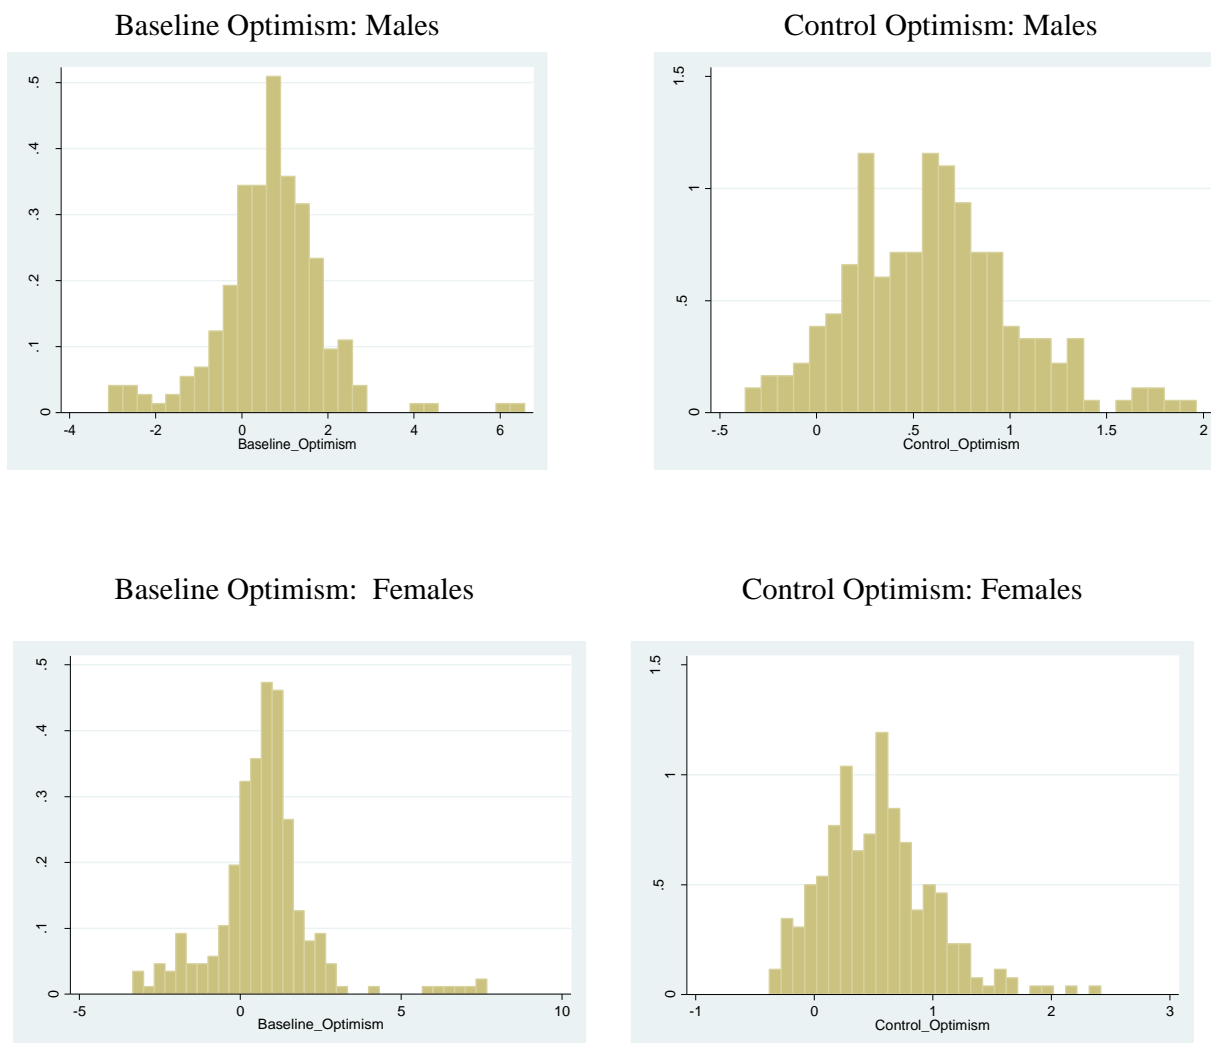 Baseline Optimism: Males
Control Optimism: Males
.5
.4
.3
.2
.1
0
-4 -2 0 2 4 6
Baseline_Optimism
1.5
1
.5
0
-.5 0 .5 1 1.5 2
Control_Optimism
Baseline Optimism: Females
Control Optimism: Females
.5
.4
.3
.2
.1
0
-5 0 5 10
Baseline_Optimism
1.5
1
.5
0
-1 0 1 2 3
Control_Optimism